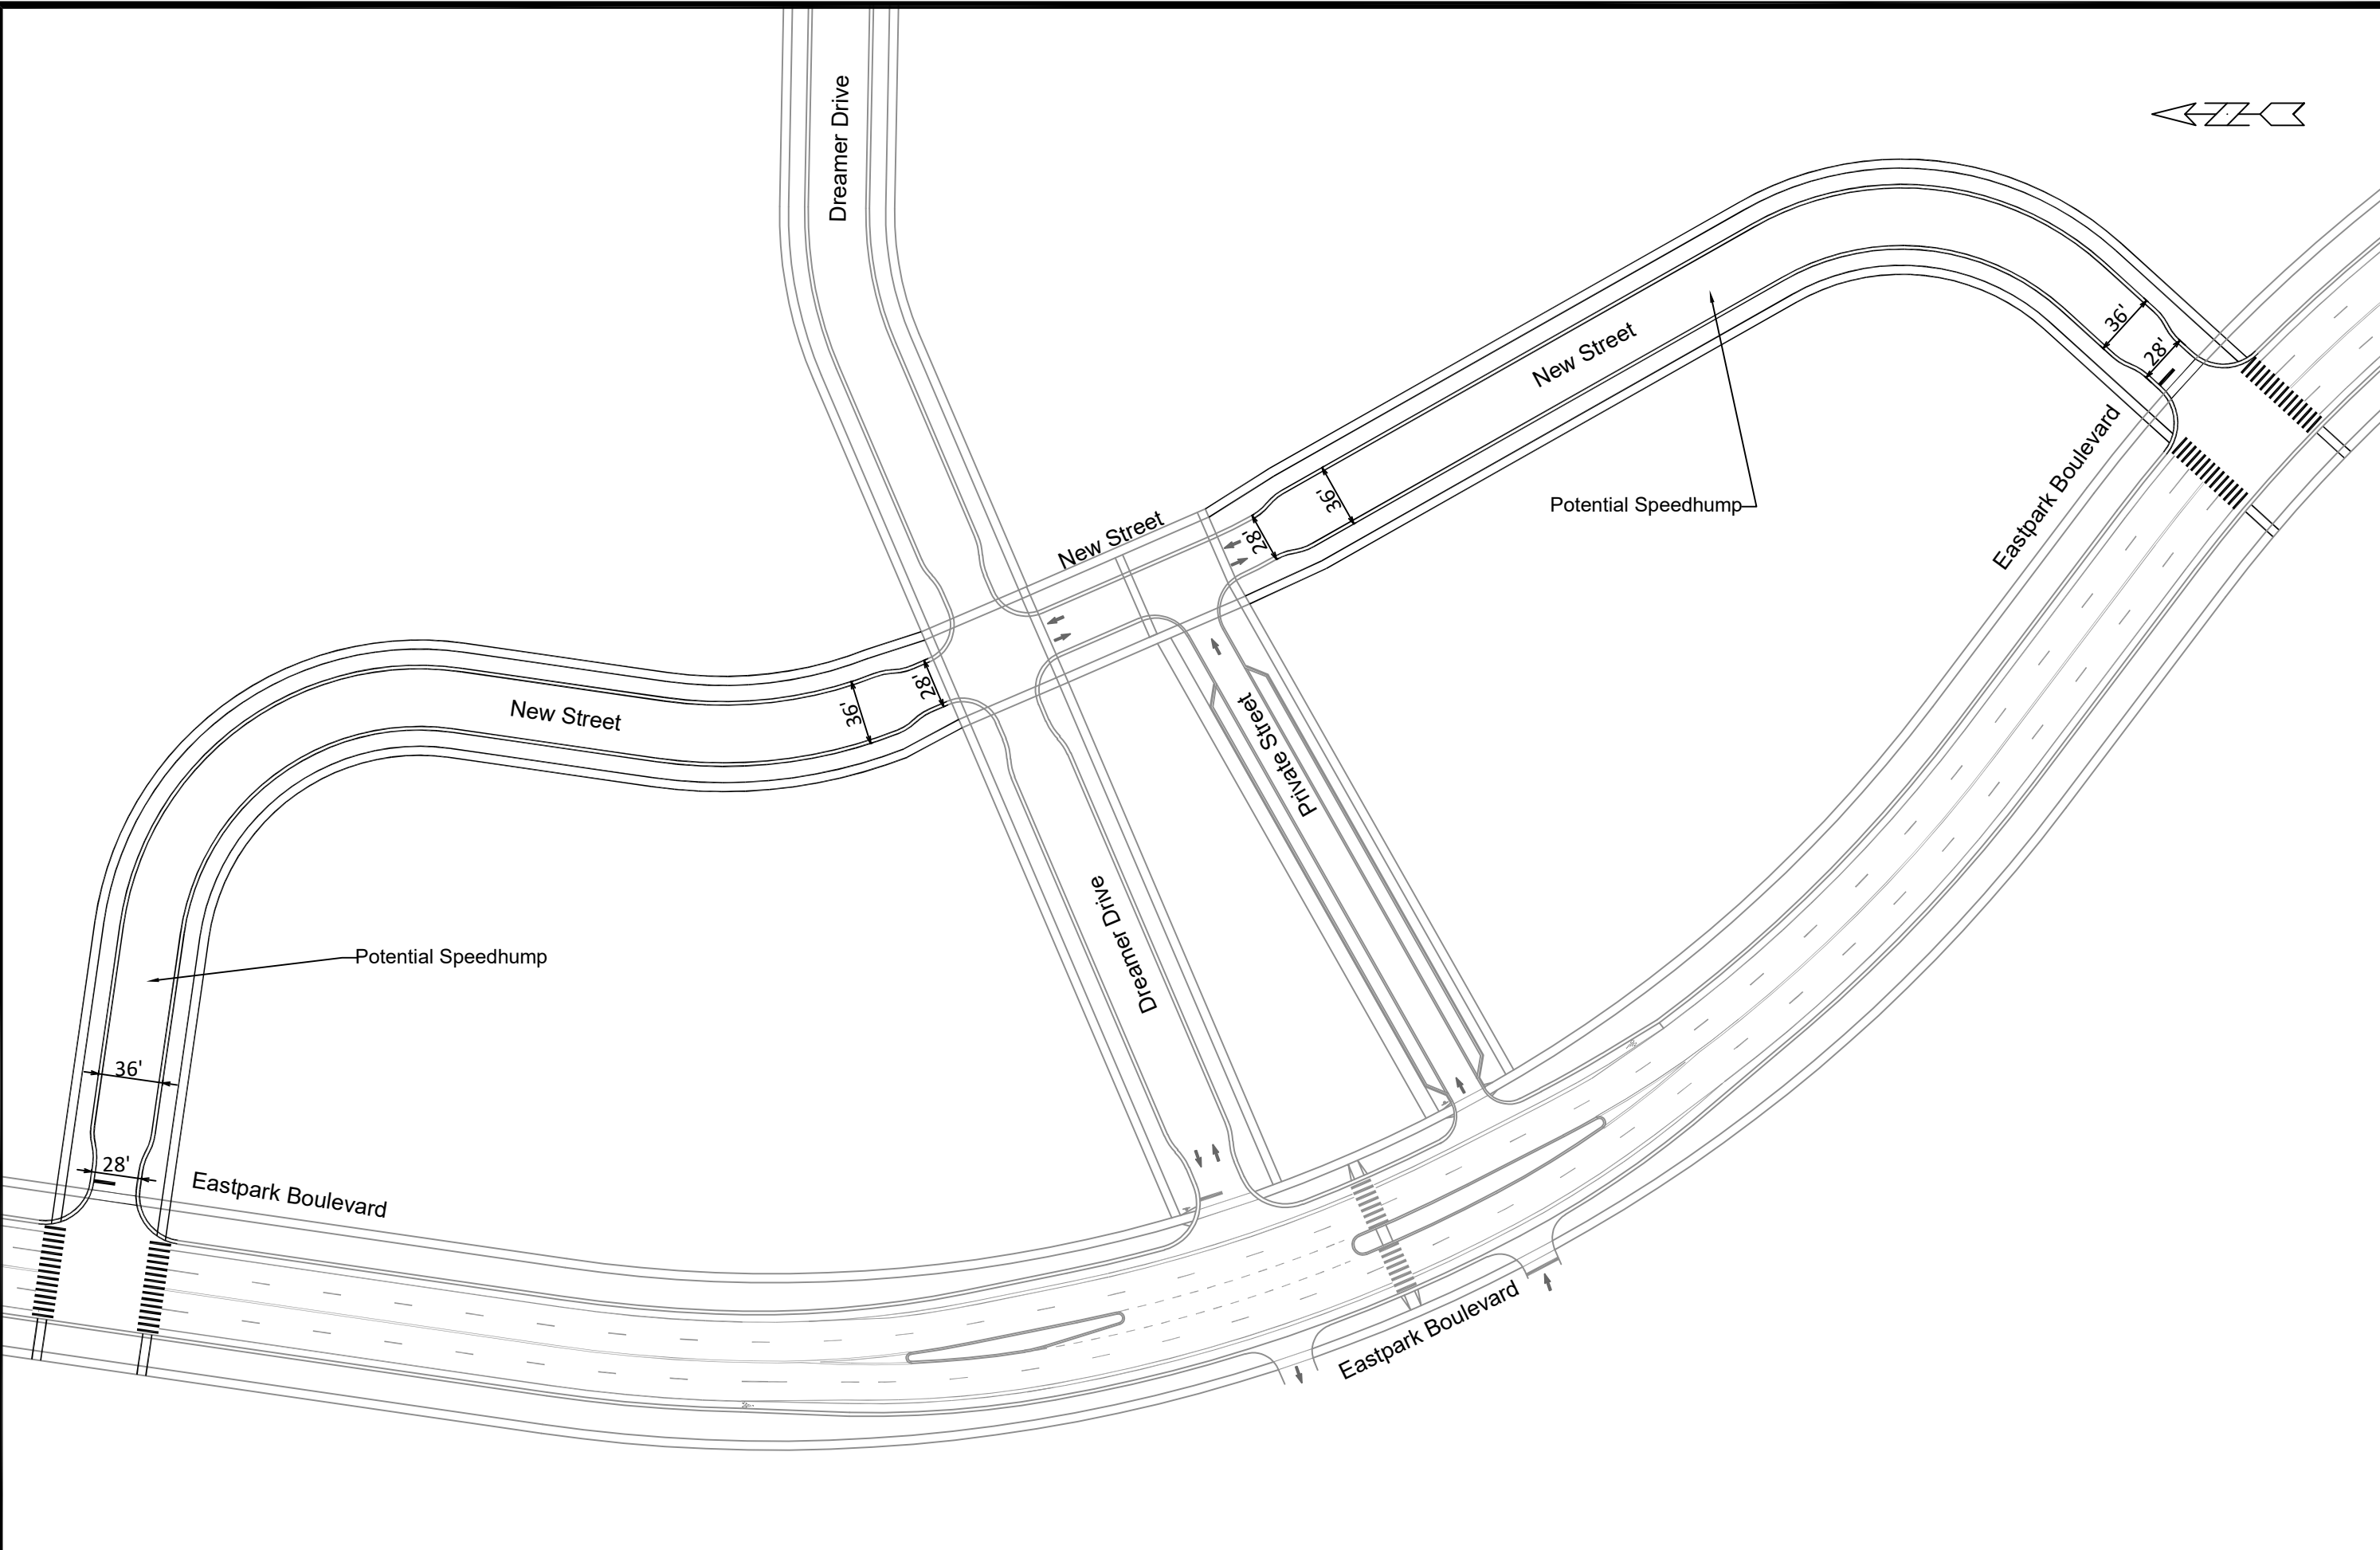 Dreamer Drive
N
36'
28'
New Street
Eastpark Boulevard
36'
28'
Potential Speedhump
New Street
New Street
28'
36'
Private Street
Dreamer Drive
Potential Speedhump
36'
28'
Eastpark Boulevard
Eastpark Boulevard